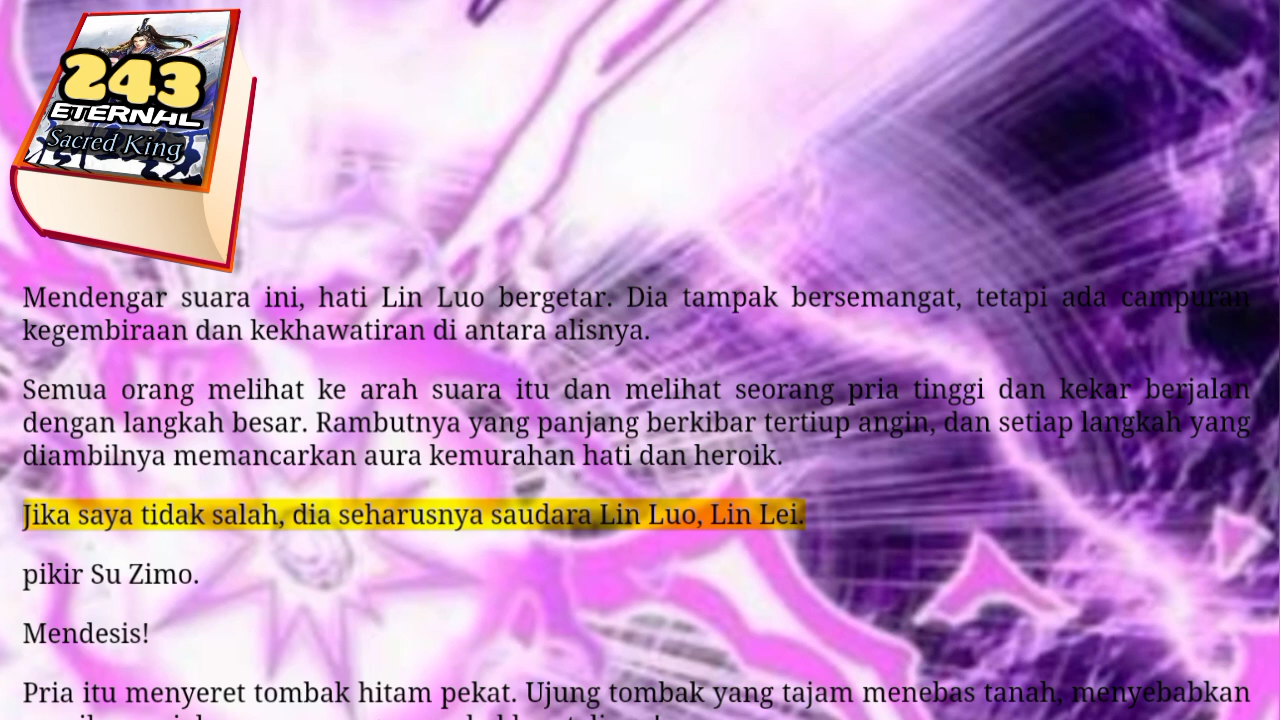 243
ETERNAL
Sacred King
Mendengar suara ini, hati Lin Luo bergetar. Dia tampak bersemangat, tetapi ada campuran
kegembiraan dan kekhawatiran di antara alisnya.
Semua orang melihat ke arah suara itu dan melihat seorang pria tinggi dan kekar berjalan
dengan langkah besar. Rambutnya yang panjang berkibar tertiup angin, dan setiap langkah yang
diambilnya memancarkan aura kemurahan hati dan heroik.
Jika saya tidak salah, dia seharusnya saudara Lin Luo, Lin Lei.
pikir Su Zimo.
Mendesis!
Pria itu menyeret tombak hitam pekat. Ujung tombak yang tajam menebas tanah, menyebabkan